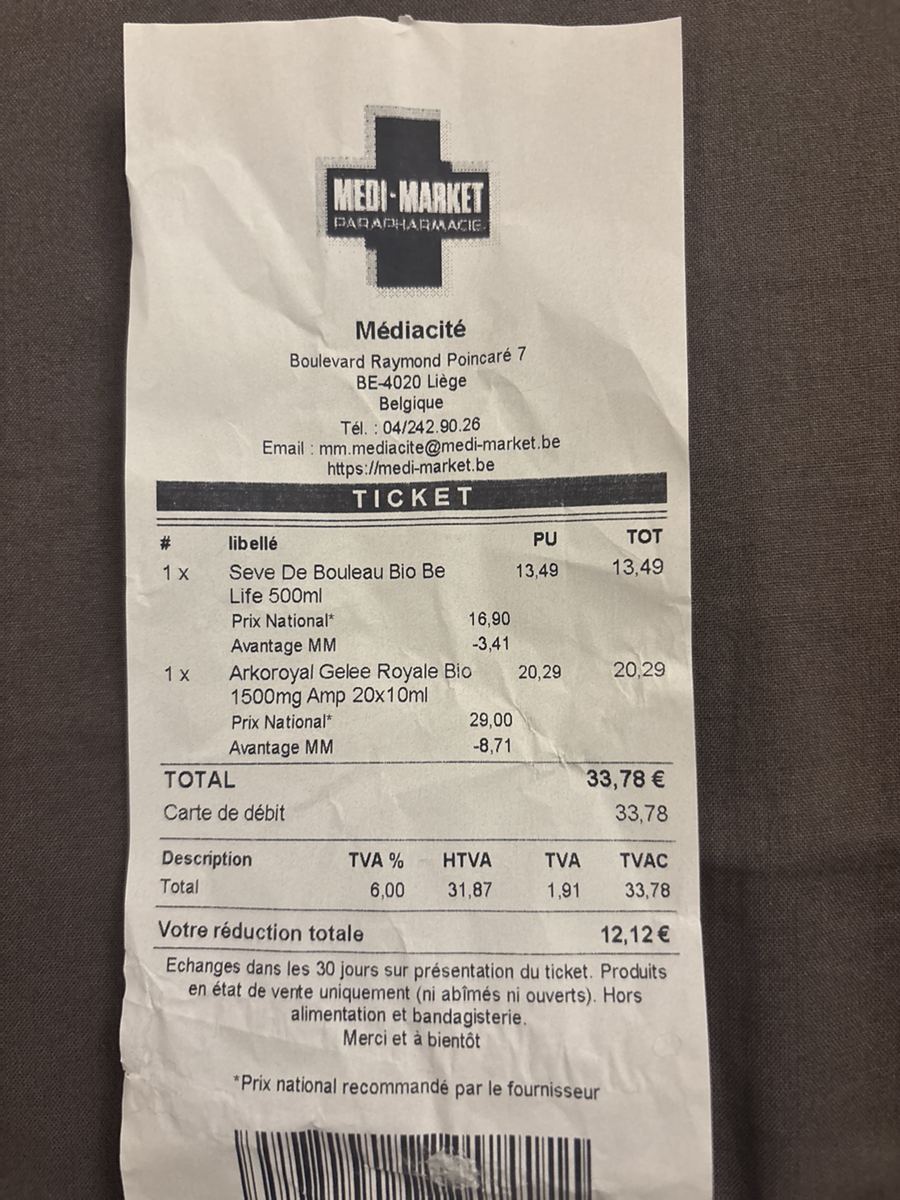 MEDI-MARKET
PARAPHARMACIE
Médiacité
Boulevard Raymond Poincaré 7
BE-4020 Liège
Belgique
Tél. : 04/242.90.26
Email : mm.mediacite@medi-market.be
https://medi-market.be
TICKET
# libellé PU TOT
1 x Seve De Bouleau Bio Be 13,49 13,49
Life 500ml
Prix National* 16,90
Avantage MM -3,41
1 x Arkoroyal Gelee Royale Bio 20,29 20,29
1500mg Amp 20x10ml
Prix National* 29,00
Avantage MM -8,71
TOTAL 33,78 €
Carte de débit 33,78
Description TVA % HTVA TVA TVAC
Total 6,00 31,87 1,91 33,78
Votre réduction totale 12,12 €
Echanges dans les 30 jours sur présentation du ticket. Produits
en état de vente uniquement (ni abîmés ni ouverts). Hors
alimentation et bandagisterie.
Merci et à bientôt
*Prix national recommandé par le fournisseur